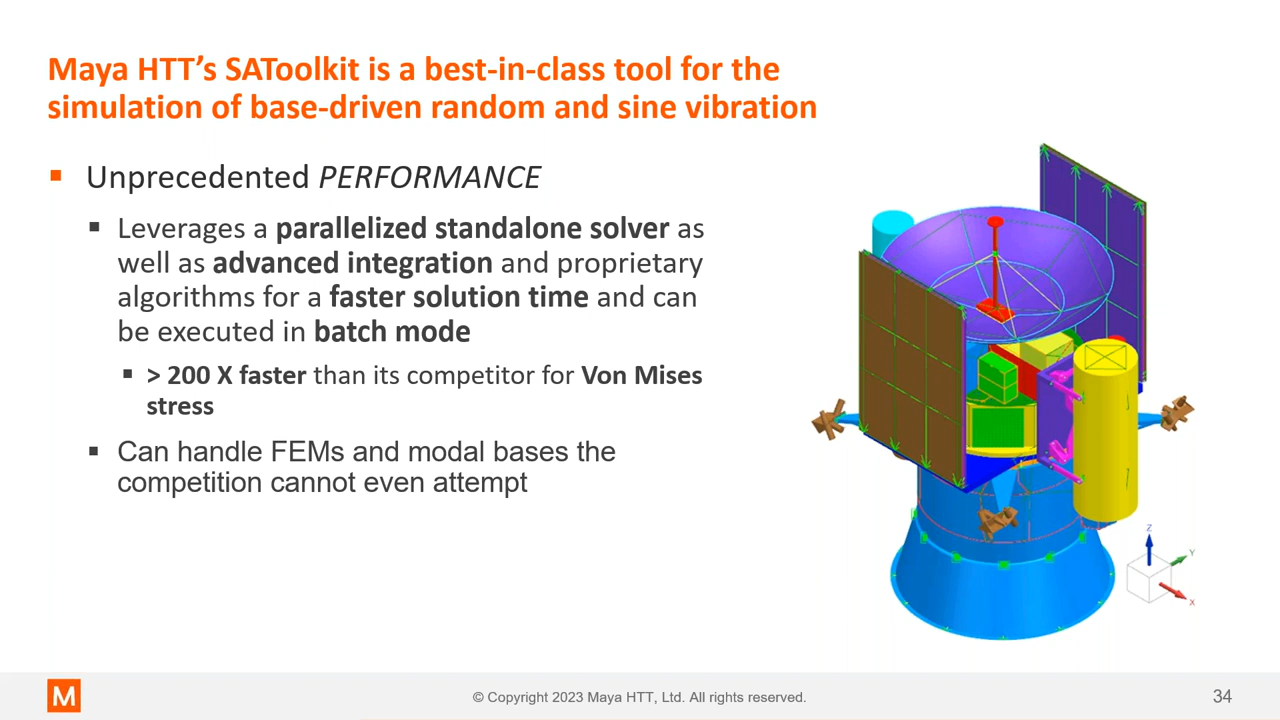 Maya HTT’s SAToolkit is a best-in-class tool for the
simulation of base-driven random and sine vibration
▪ Unprecedented PERFORMANCE
▪ Leverages a parallelized standalone solver as
well as advanced integration and proprietary
algorithms for a faster solution time and can
be executed in batch mode
▪ > 200 X faster than its competitor for Von Mises
stress
▪ Can handle FEMs and modal bases the
competition cannot even attempt
Z
Y
X
M
© Copyright 2023 Maya HTT, Ltd. All rights reserved.
34